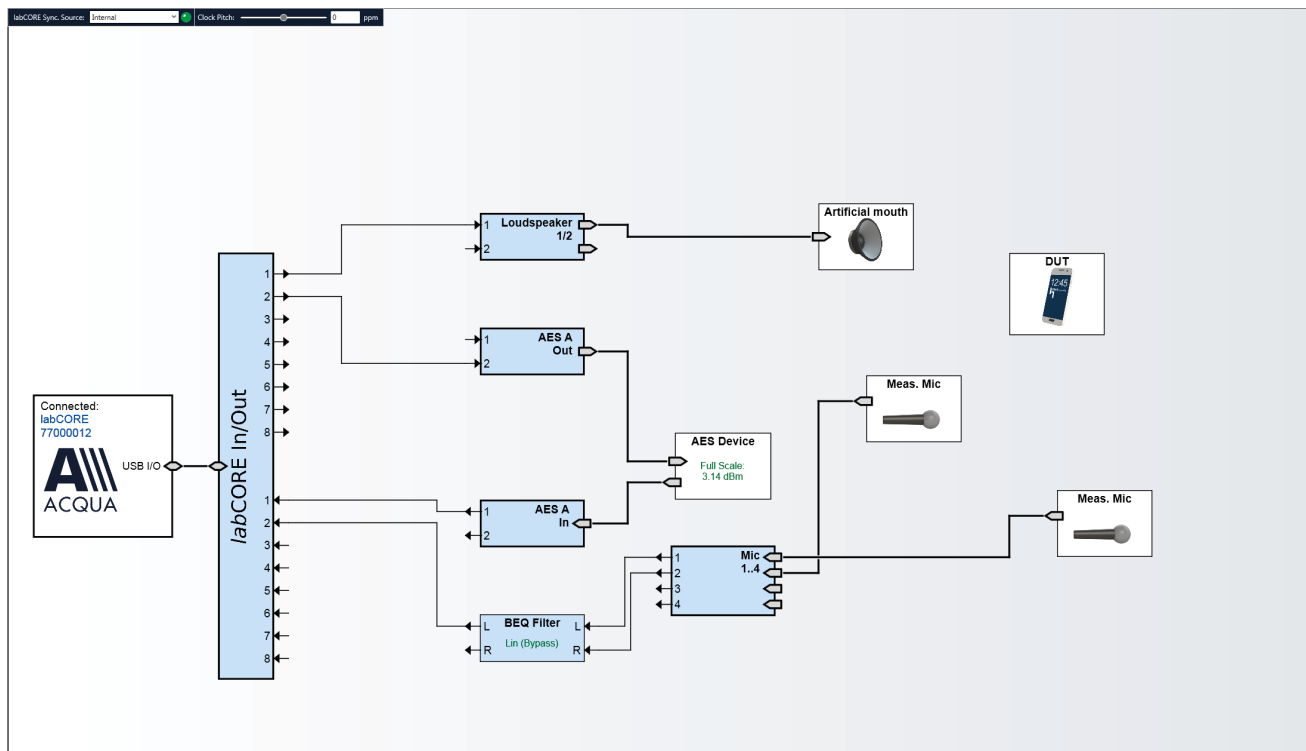 labCORE Sync. Source: Internal Clock Pitch: 0 ppm
Loudspeaker
1/2
1
2
Artificial mouth
DUT
12:45
AES A
Out
1
2
labCORE In/Out
1
2
3
4
5
6
7
8
1
2
3
4
5
6
7
8
Connected:
labCORE
77000012
USB I/O
ACQUA
Meas. Mic
AES Device
Full Scale:
3.14 dBm
AES A
In
1
2
Meas. Mic
Mic
1..4
1
2
3
4
BEQ Filter
Lin (Bypass)
L
R
L
R